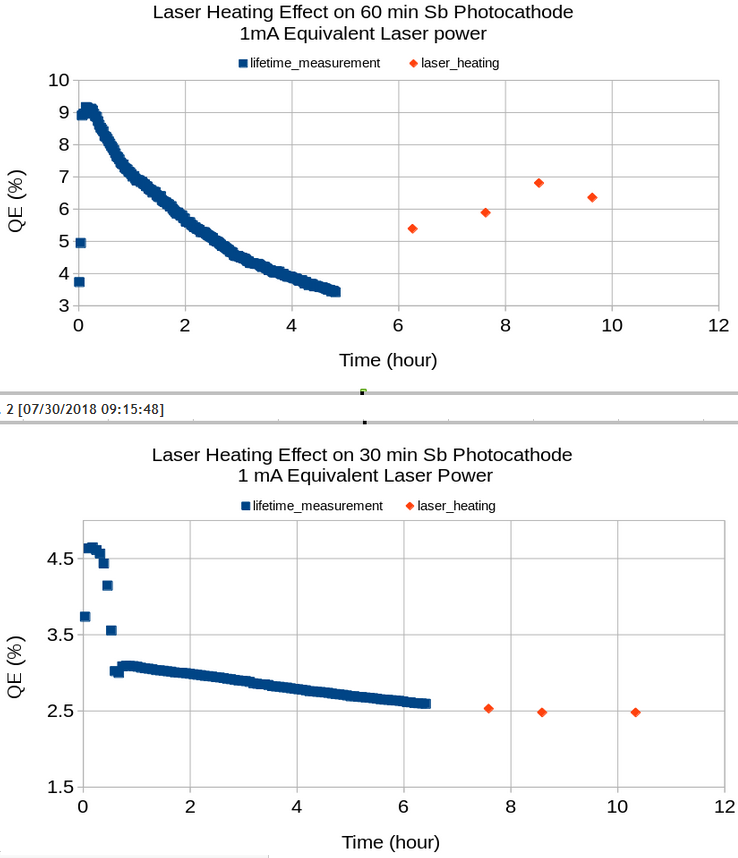 Laser Heating Effect on 60 min Sb Photocathode
1mA Equivalent Laser power
lifetime_measurement laser_heating
10
9
8
7
6
5
4
3
QE (%)
0 2 4 6 8 10 12
Time (hour)
2 [07/30/2018 09:15:48]
Laser Heating Effect on 30 min Sb Photocathode
1 mA Equivalent Laser Power
lifetime_measurement laser_heating
4.5
3.5
2.5
1.5
QE (%)
0 2 4 6 8 10 12
Time (hour)